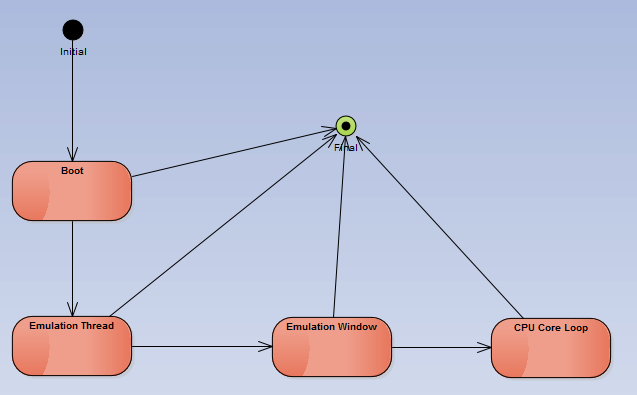 Initial
Final
Boot
Emulation Thread
Emulation Window
CPU Core Loop